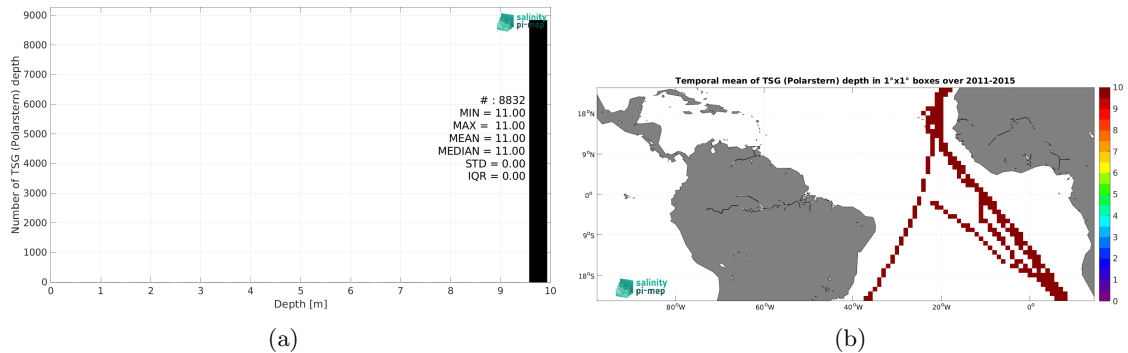 salinity
pi-mep
Number of TSG (Polarstern) depth
9000
8000
7000
6000
5000
4000
3000
2000
1000
0
# : 8832
MIN = 11.00
MAX = 11.00
MEAN = 11.00
MEDIAN = 11.00
STD = 0.00
IQR = 0.00
0 1 2 3 4 5 6 7 8 9 10
Depth [m]
(a)
Temporal mean of TSG (Polarstern) depth in 1°x1° boxes over 2011-2015
18°N
9°N
0°
9°S
18°S
salinity
pi-mep
80°W 60°W 40°W 20°W 0°
10
9
8
7
6
5
4
3
2
1
0
(b)